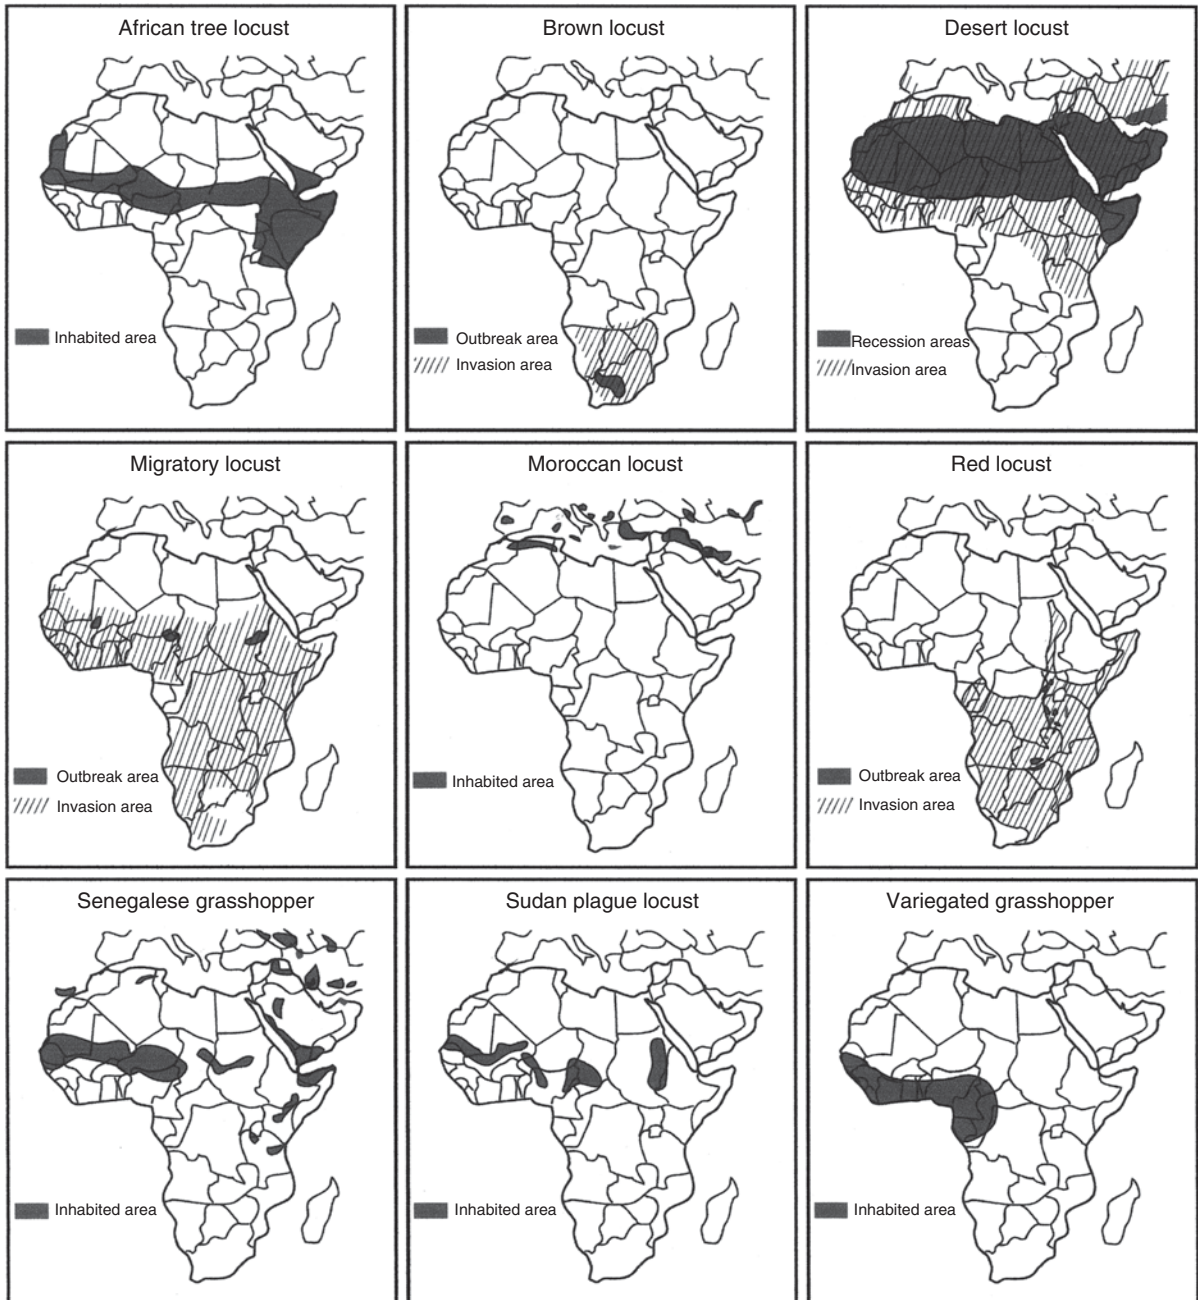 African tree locust
Inhabited area
Brown locust
Outbreak area
Invasion area
Desert locust
Recession areas
Invasion area
Migratory locust
Outbreak area
Invasion area
Moroccan locust
Inhabited area
Red locust
Outbreak area
Invasion area
Senegalese grasshopper
Inhabited area
Sudan plague locust
Inhabited area
Variegated grasshopper
Inhabited area